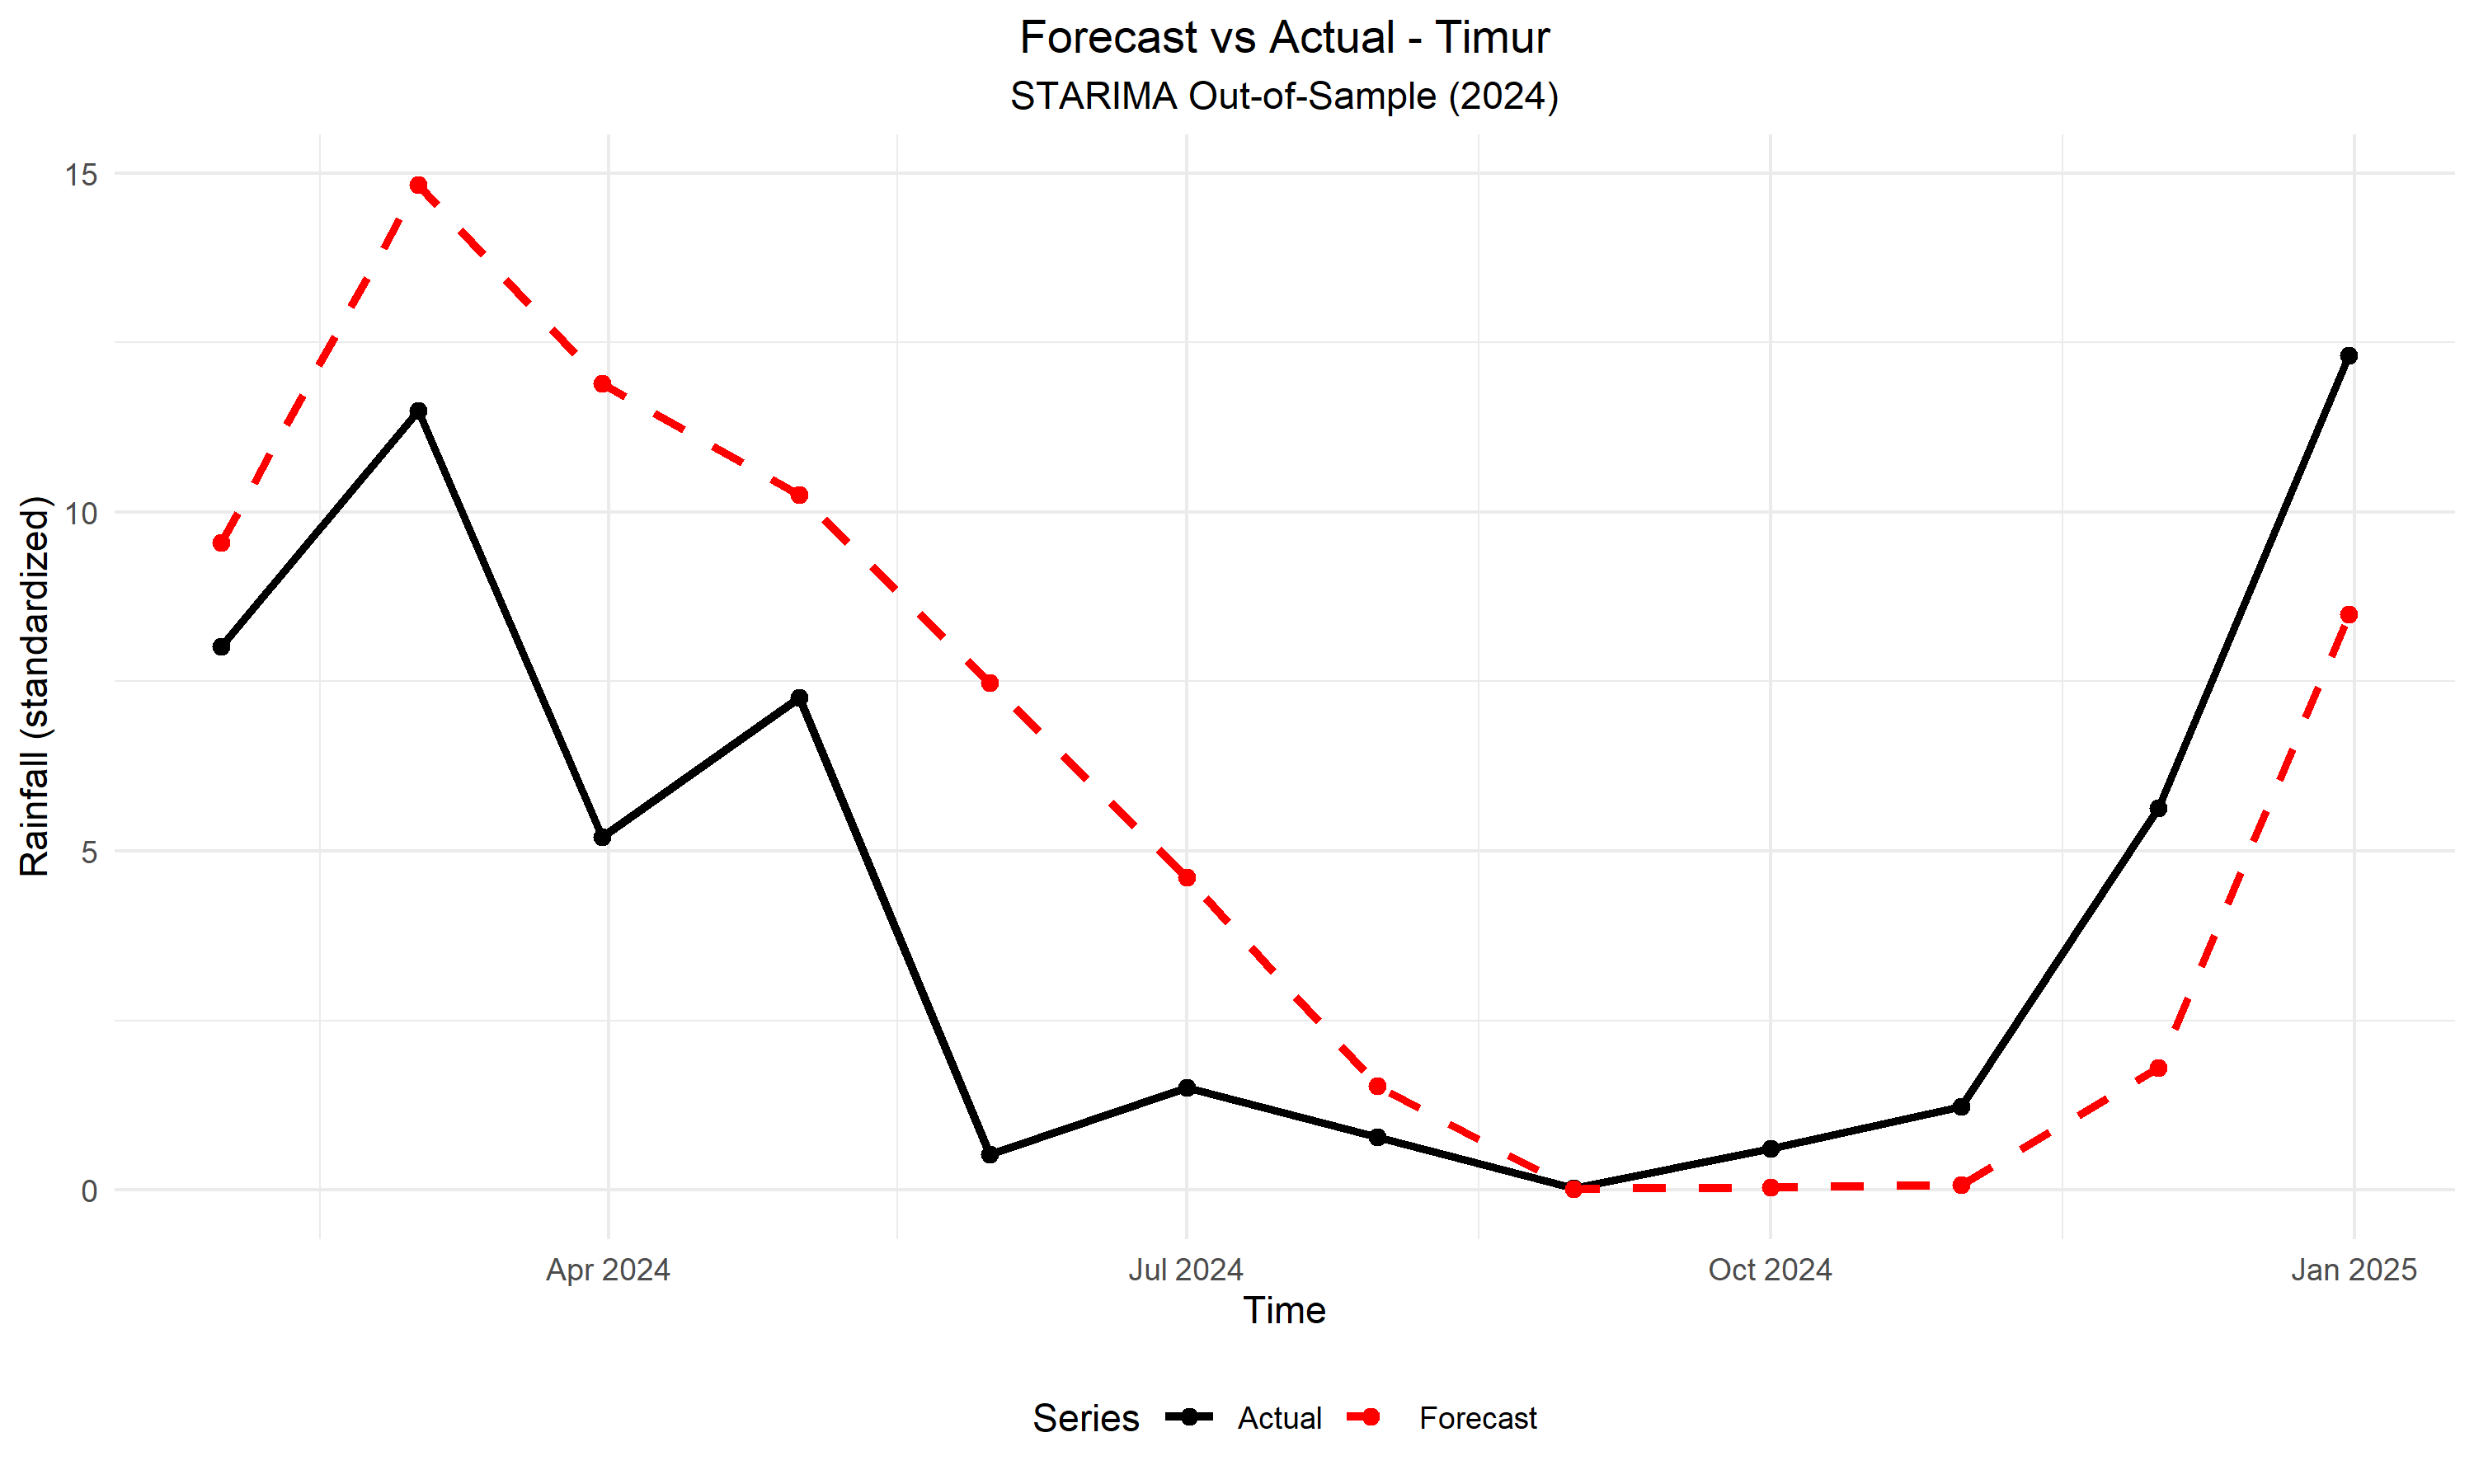 Forecast vs Actual - Timur
STARIMA Out-of-Sample (2024)
Rainfall (standardized)
15
10
5
0
Apr 2024
Jul 2024
Oct 2024
Jan 2025
Time
Series
Actual
Forecast